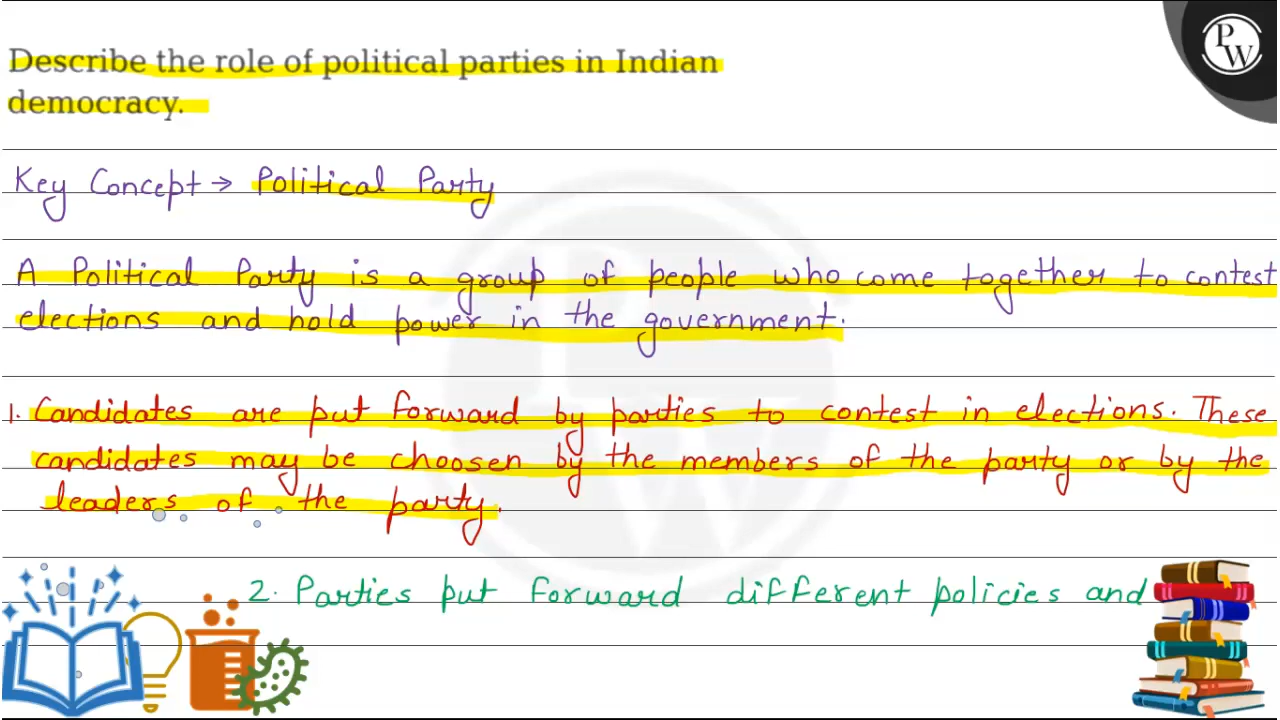 Describe the role of political parties in Indian
democracy.
PW
Key Concept → Political Party
A Political Party is a group of people who come together to contest
elections and hold power in the government.
1. Candidates are put forward by parties to contest in elections. These
candidates may be choosen by the members of the party or by the
leaders of the party.
2. Parties put forward different policies and